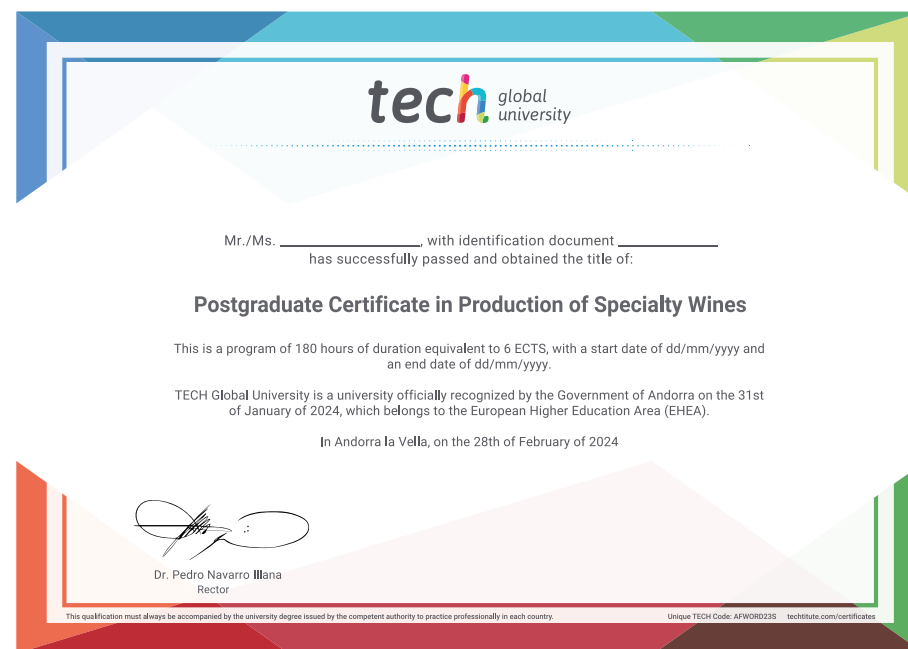 tech global
university
Mr./Ms. ____________, with identification document ____________
has successfully passed and obtained the title of:
Postgraduate Certificate in Production of Specialty Wines
This is a program of 180 hours of duration equivalent to 6 ECTS, with a start date of dd/mm/yyyy and
an end date of dd/mm/yyyy.
TECH Global University is a university officially recognized by the Government of Andorra on the 31st
of January of 2024, which belongs to the European Higher Education Area (EHEA).
In Andorra la Vella, on the 28th of February of 2024
Dr. Pedro Navarro Illana
Rector
This qualification must always be accompanied by the university degree issued by the competent authority to practice professionally in each country.
Unique TECH Code: AFWORD23S techtitute.com/certificates